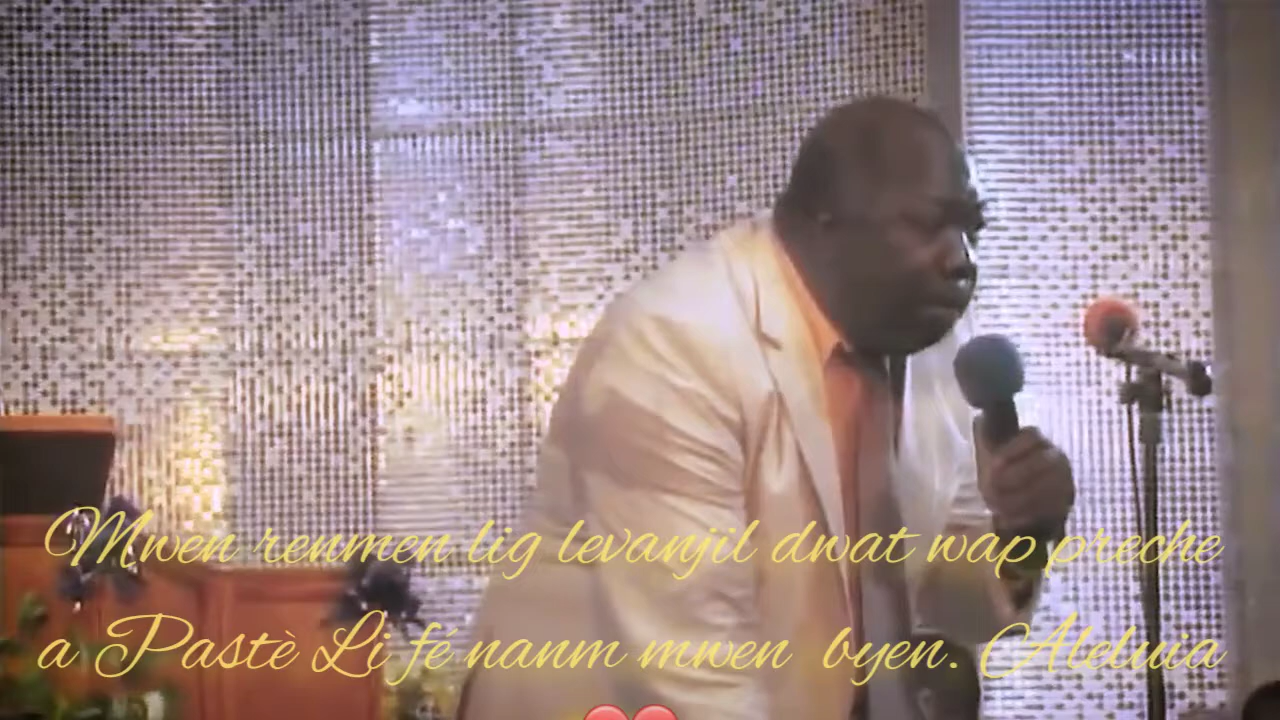 Mwen renmen lig levanjil dwat wap preche
a Pastè Li fé nanm mwen byen. Aleluia